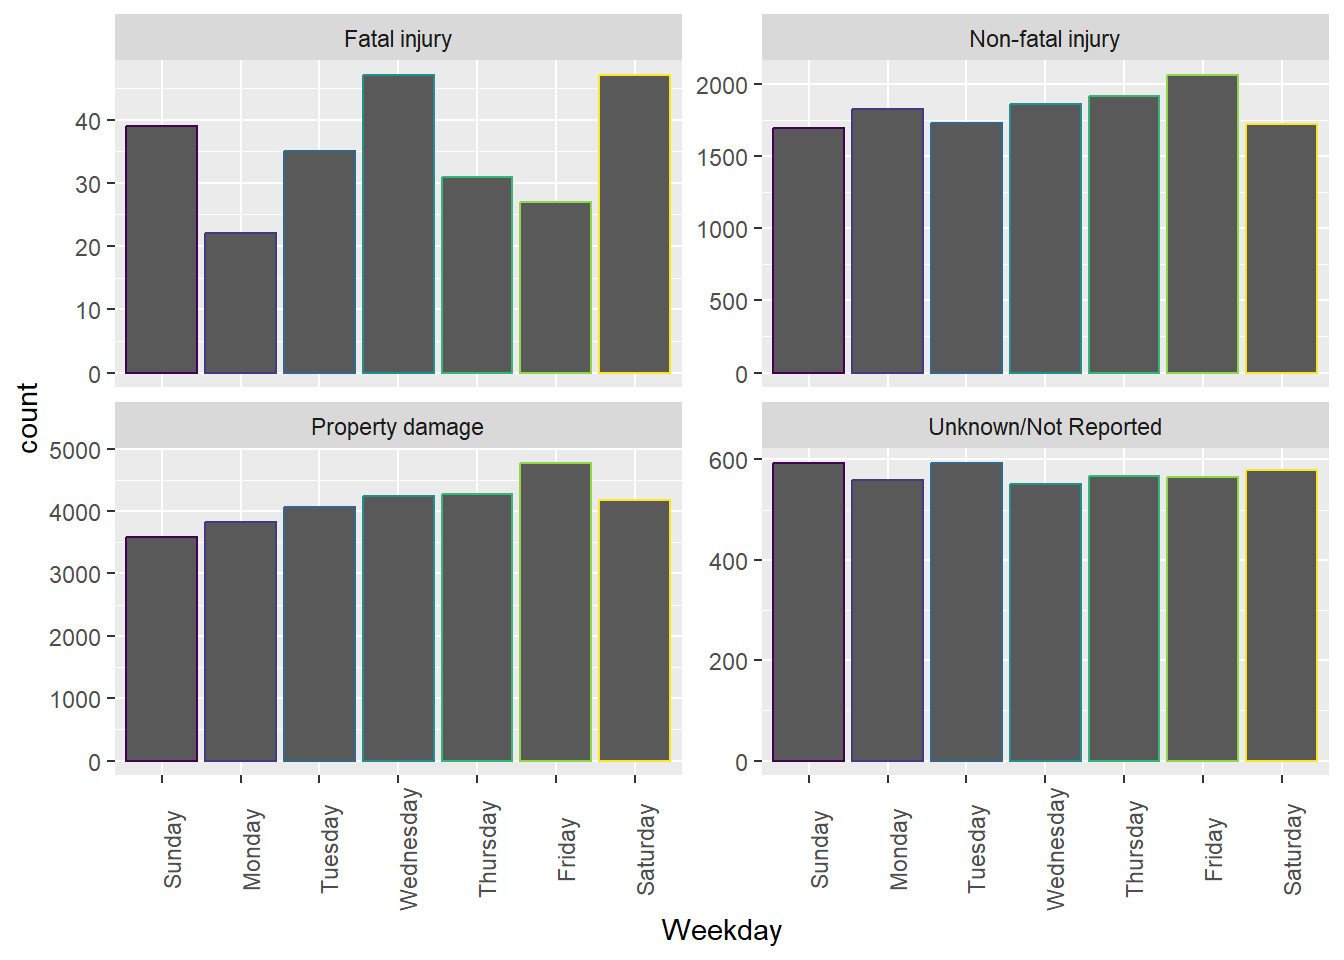 Fatal injury
Non-fatal injury
40
30
20
10
0
2000
1500
1000
500
0
count
Property damage
Unknown/Not Reported
5000
4000
3000
2000
1000
0
600
400
200
0
Sunday
Monday
Tuesday
Wednesday
Thursday
Friday
Saturday
Sunday
Monday
Tuesday
Wednesday
Thursday
Friday
Saturday
Weekday